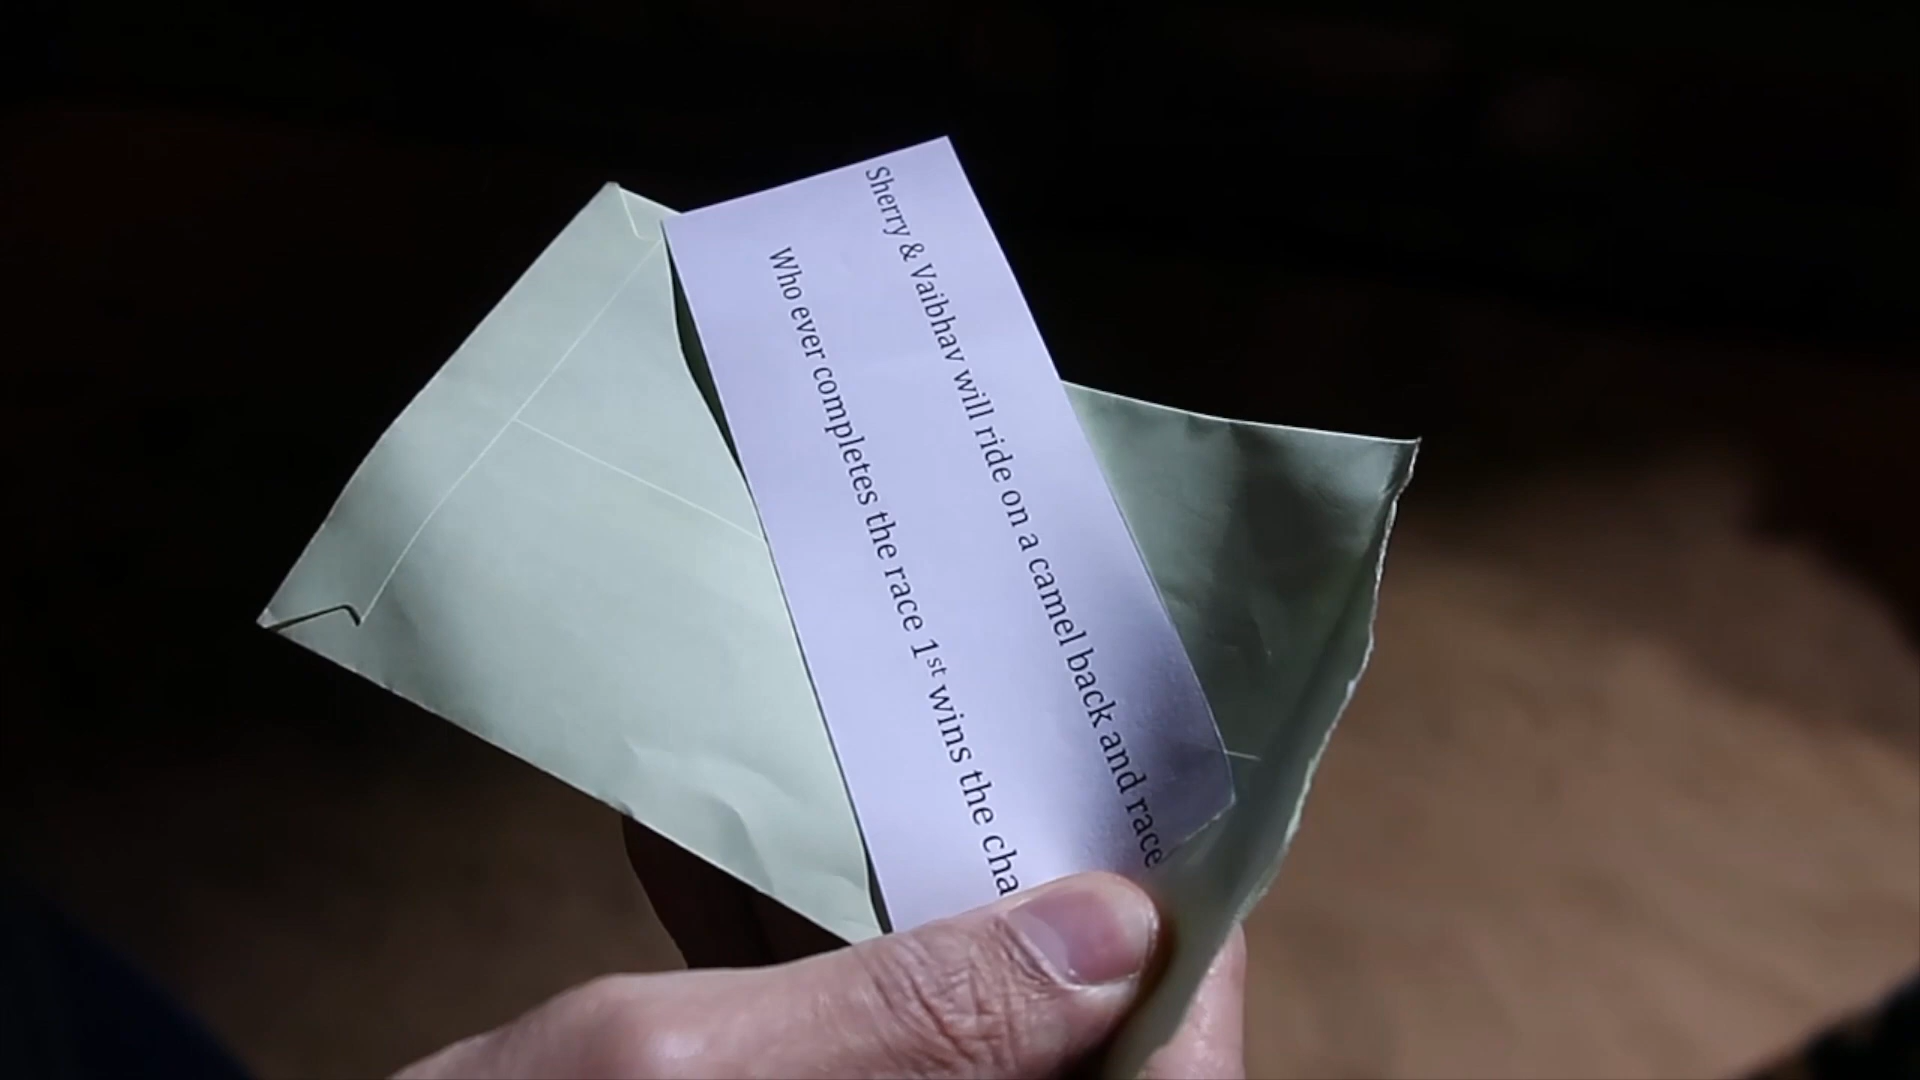 Sherry & Vaibhav will ride on a camel back and race
Who ever completes the race 1st wins the cha